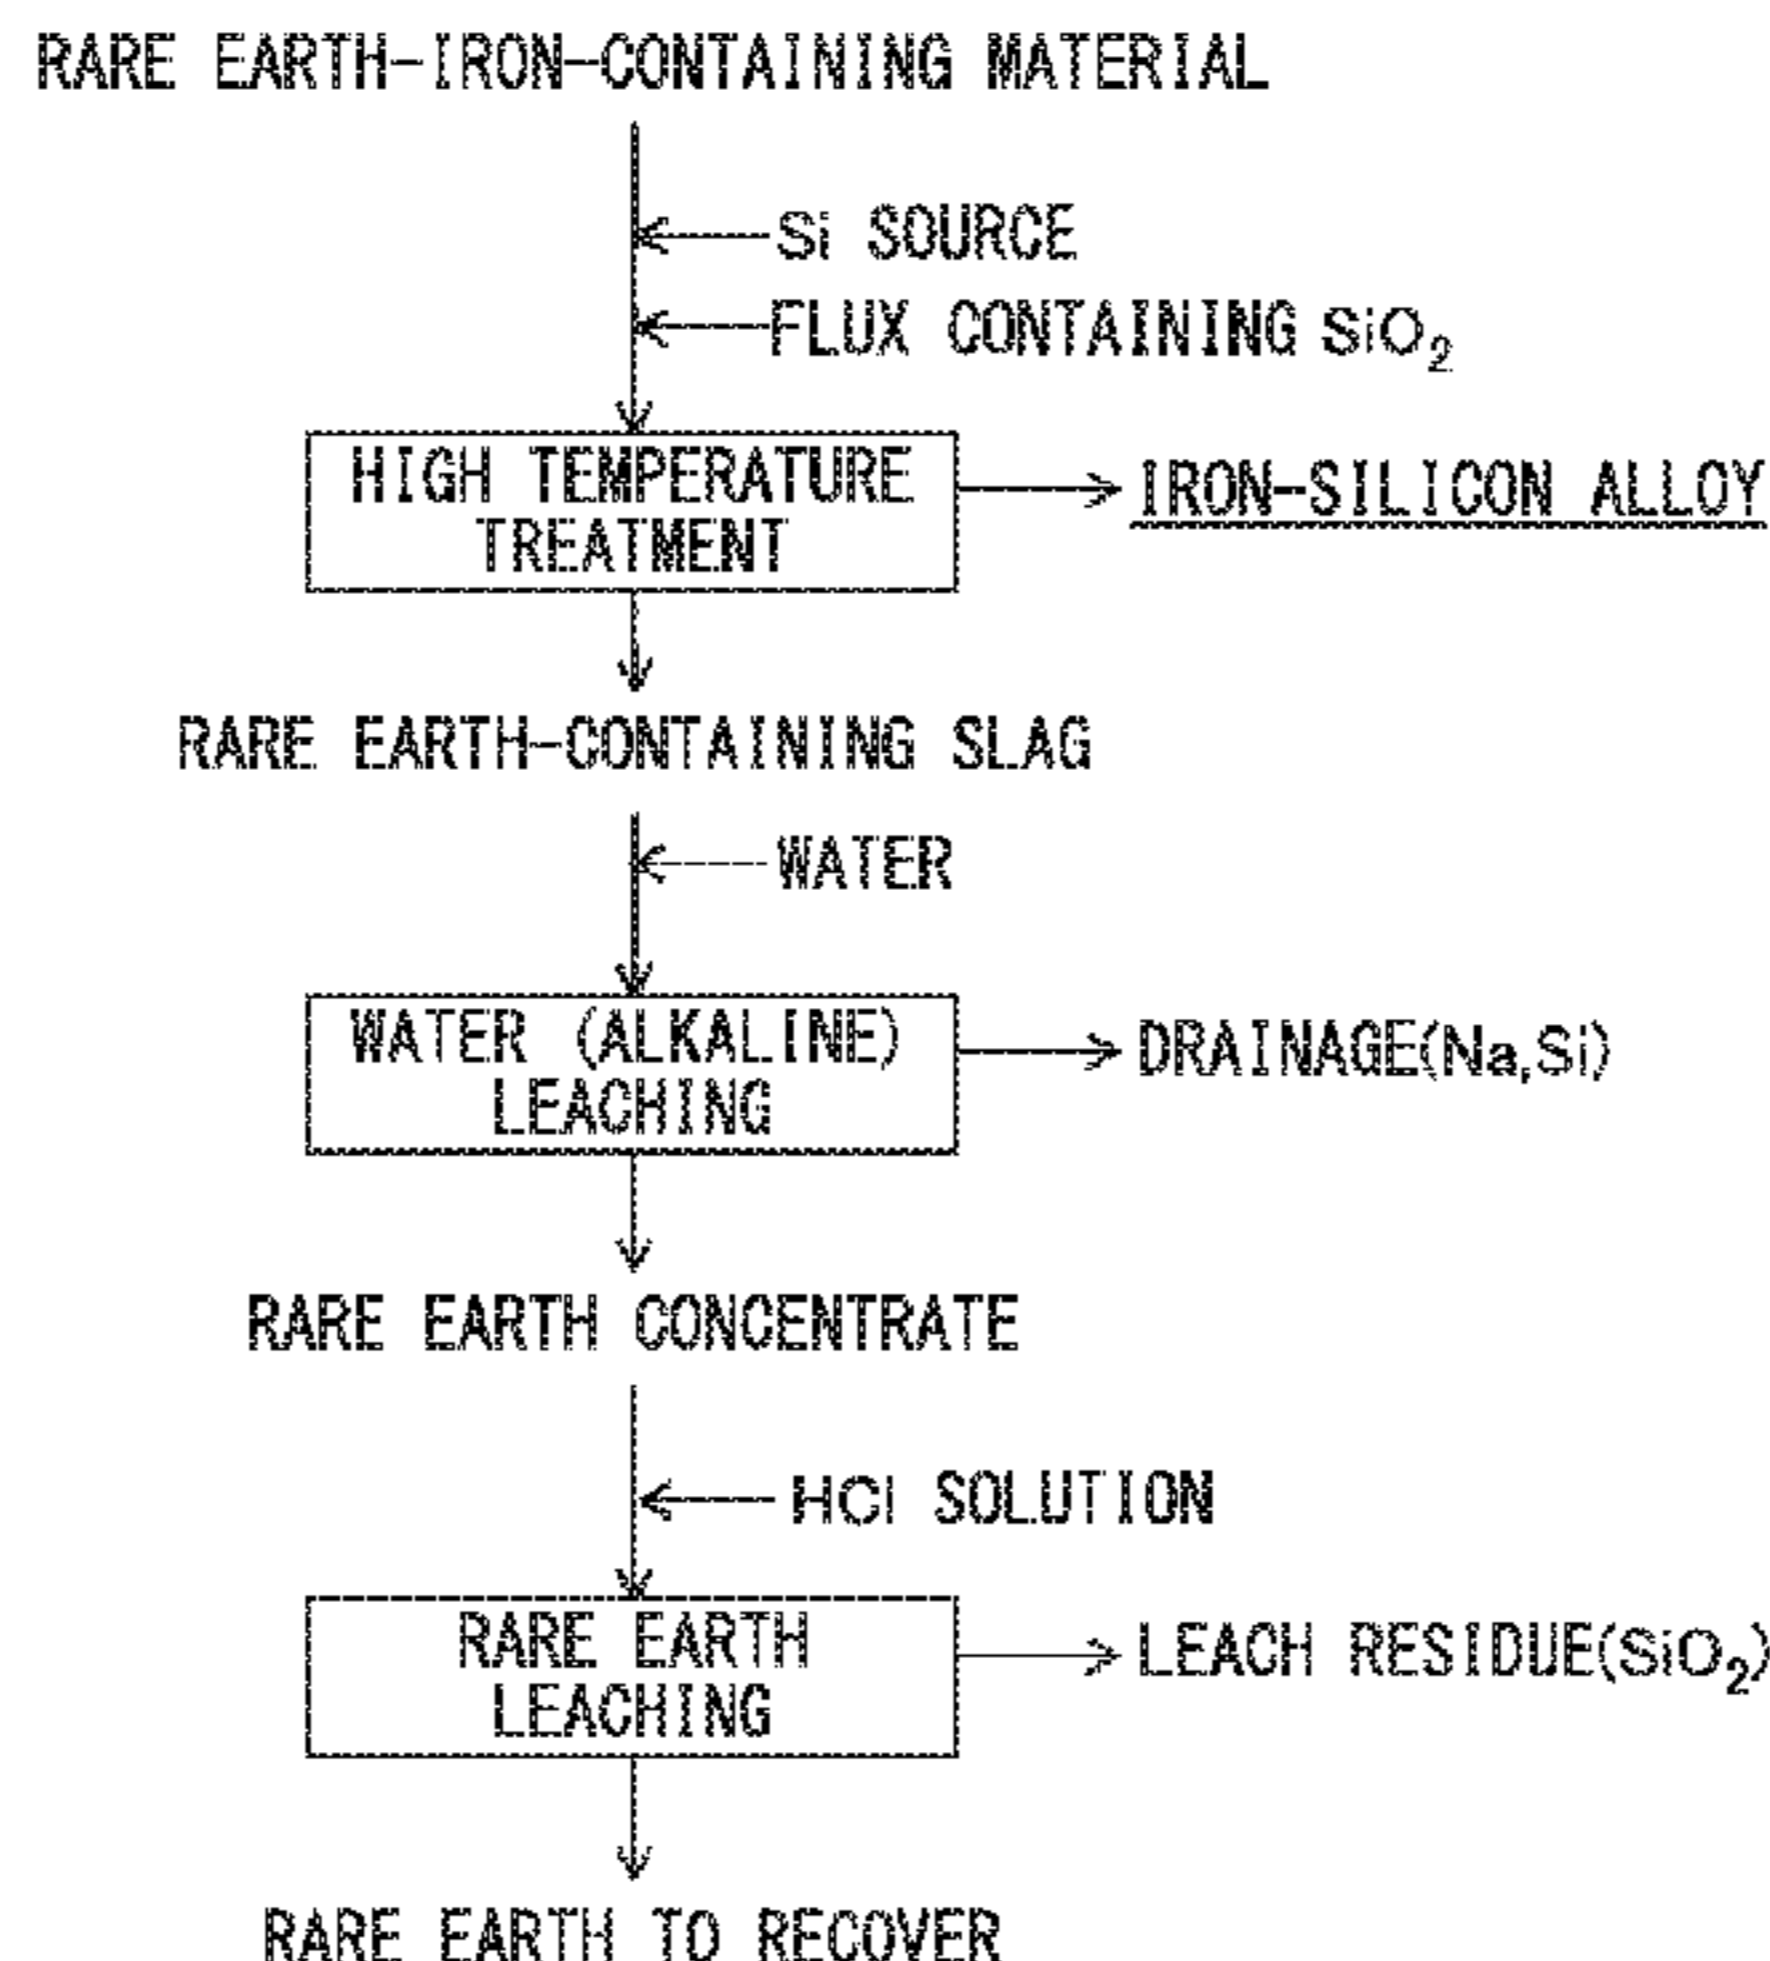 RARE EARTH-IRON-CONTAINING MATERIAL
Si SOURCE
FLUX CONTAINING SiO₂
HIGH TEMPERATURE
TREATMENT
IRON-SILICON ALLOY
RARE EARTH-CONTAINING SLAG
WATER
WATER (ALKALINE)
LEACHING
DRAINAGE(Na,Si)
RARE EARTH CONCENTRATE
HCl SOLUTION
RARE EARTH
LEACHING
LEACH RESIDUE(SiO₂)
RARE EARTH TO RECOVER